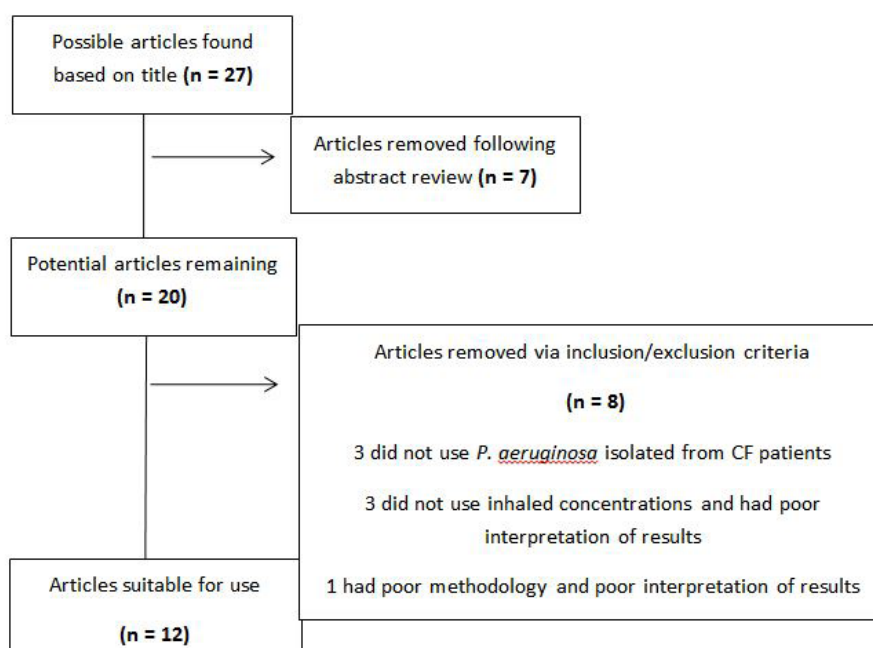 Possible articles found
based on title (n = 27)
Articles removed following
abstract review (n = 7)
Potential articles remaining
(n = 20)
Articles removed via inclusion/exclusion criteria
(n = 8)
3 did not use P. aeruginosa isolated from CF patients
3 did not use inhaled concentrations and had poor
interpretation of results
1 had poor methodology and poor interpretation of results
Articles suitable for use
(n = 12)